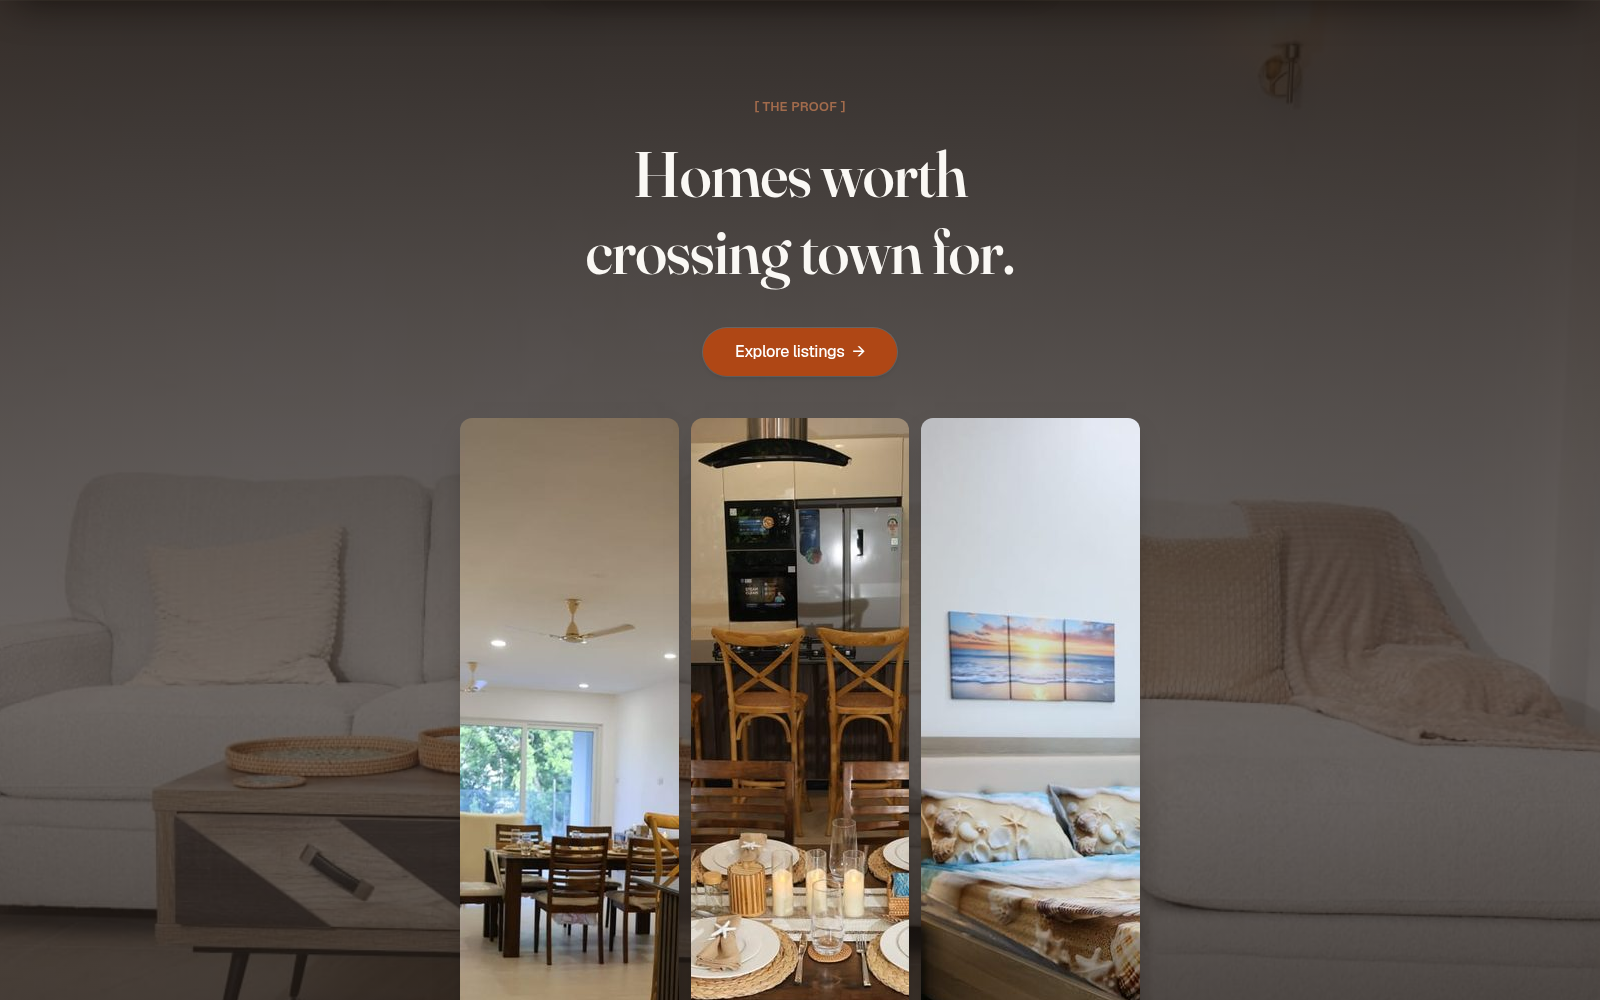 [ THE PROOF ]
Homes worth
crossing town for.
Explore listings →